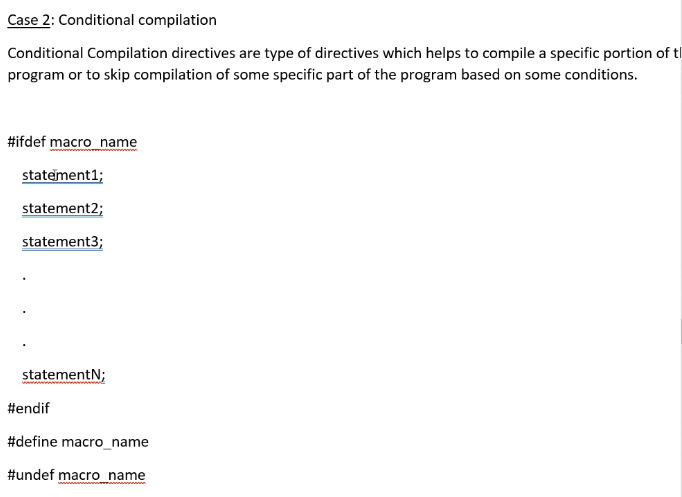 Case 2: Conditional compilation
Conditional Compilation directives are type of directives which helps to compile a specific portion of
program or to skip compilation of some specific part of the program based on some conditions.
#ifdef macro_name
statement1;
statement2;
statement3;
.
.
.
statementN;
#endif
#define macro_name
#undef macro_name